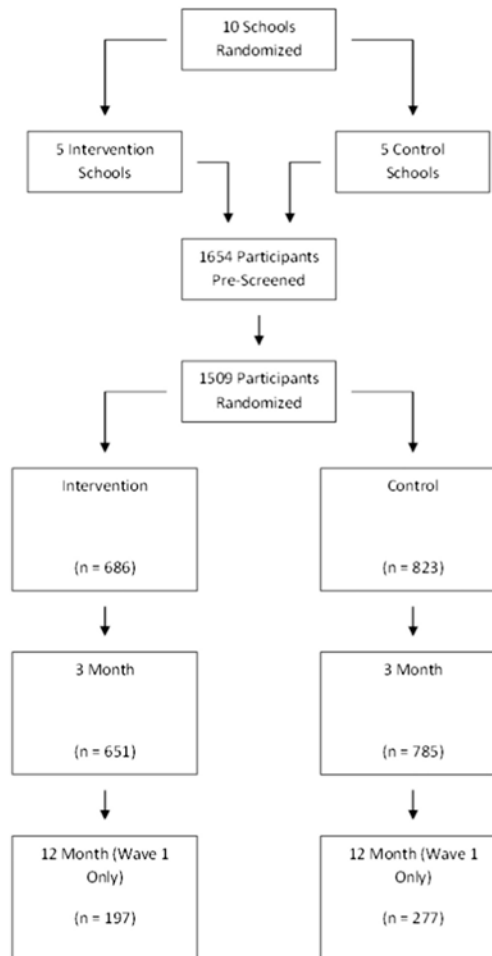 10 Schools
Randomized
5 Intervention
Schools
5 Control
Schools
1654 Participants
Pre-Screened
1509 Participants
Randomized
Intervention
(n = 686)
Control
(n = 823)
3 Month
(n = 651)
3 Month
(n = 785)
12 Month (Wave 1
Only)
(n = 197)
12 Month (Wave 1
Only)
(n = 277)